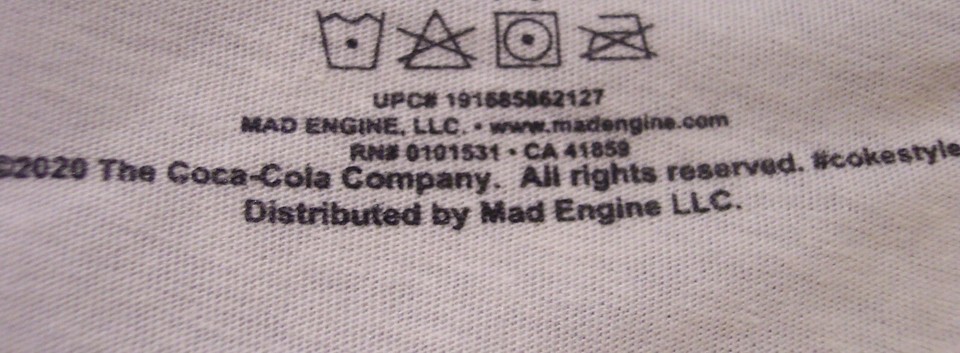 UPC# 191685862127
MAD ENGINE, LLC. • www.madengine.com
RN# 0101531 • CA 41859
©2020 The Coca-Cola Company. All rights reserved. #cokestyle
Distributed by Mad Engine LLC.